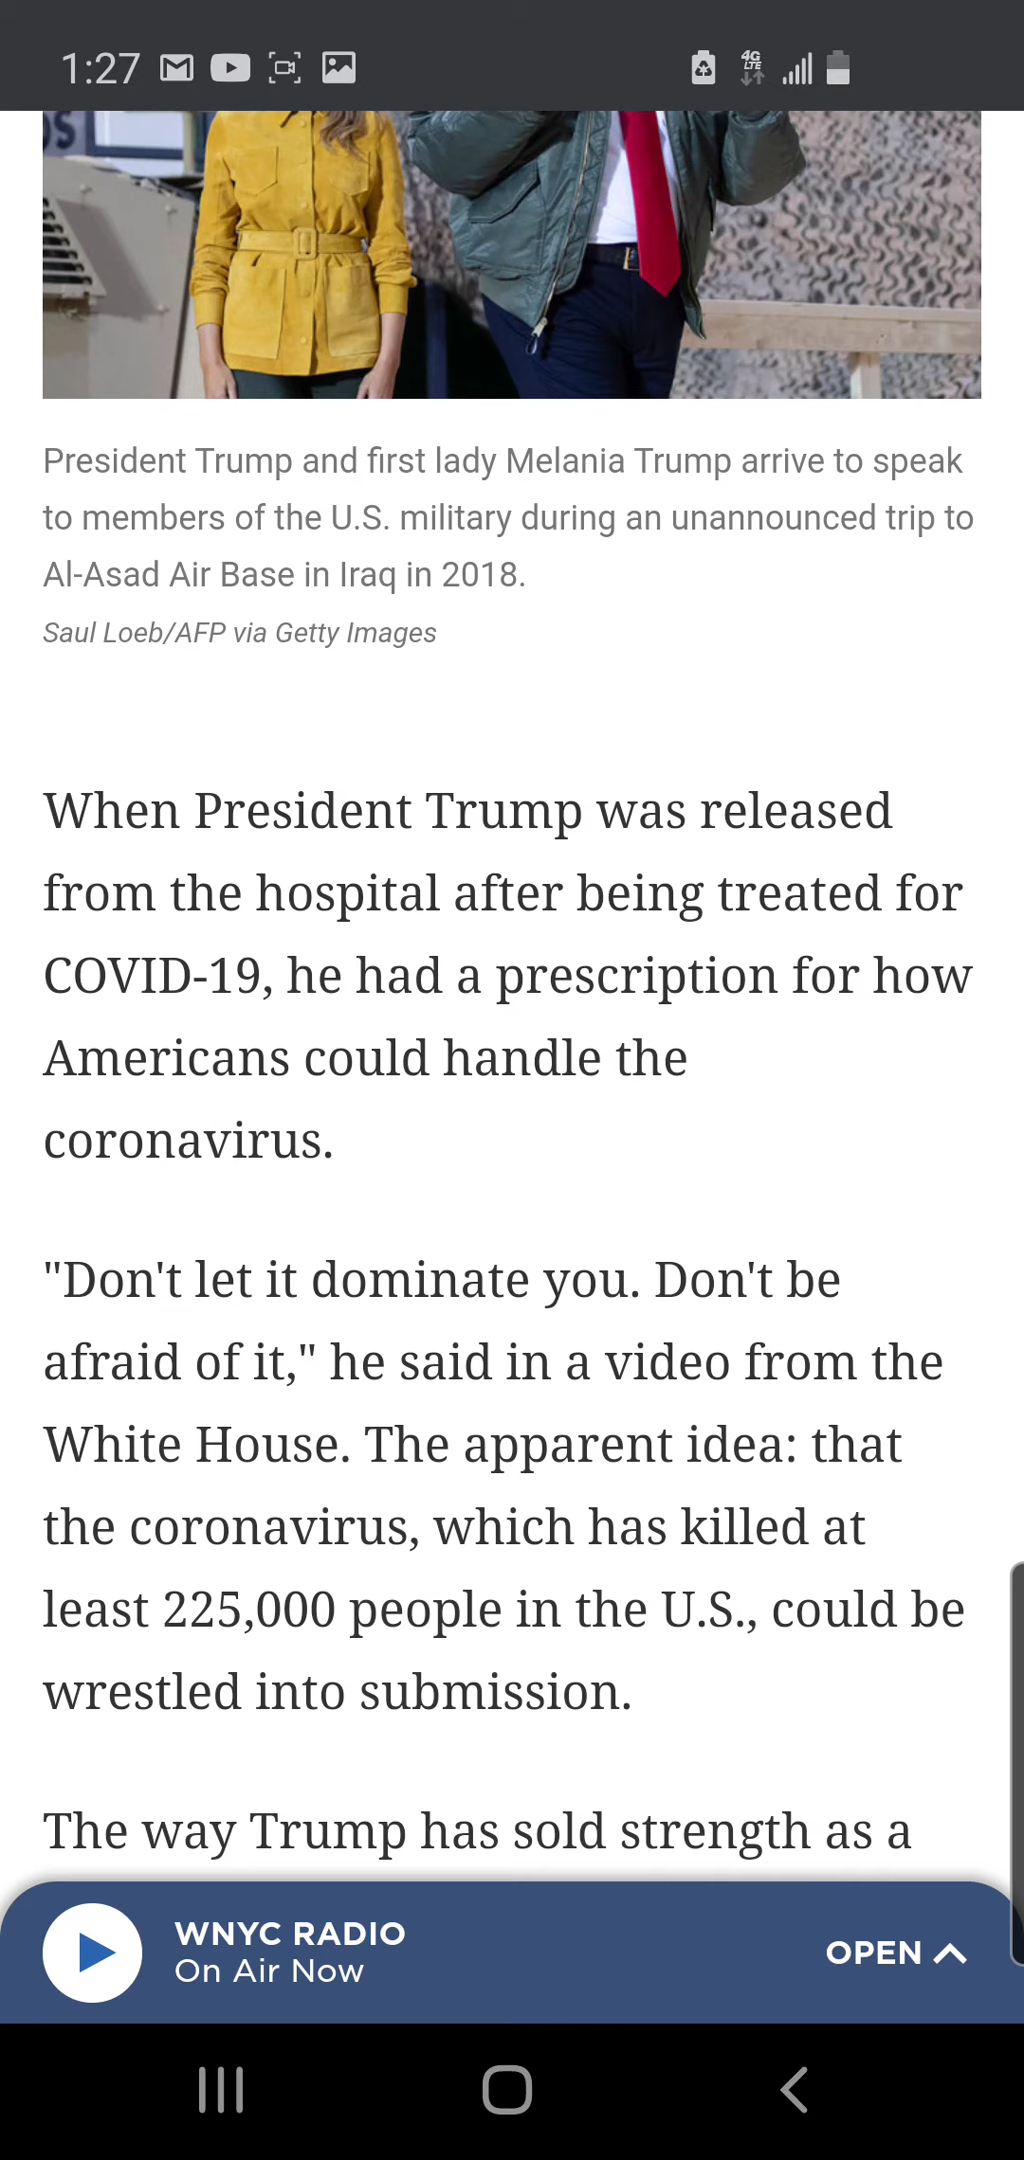 1:27
4G
LTE
President Trump and first lady Melania Trump arrive to speak
to members of the U.S. military during an unannounced trip to
Al-Asad Air Base in Iraq in 2018.
Saul Loeb/AFP via Getty Images
When President Trump was released
from the hospital after being treated for
COVID-19, he had a prescription for how
Americans could handle the
coronavirus.
"Don't let it dominate you. Don't be
afraid of it," he said in a video from the
White House. The apparent idea: that
the coronavirus, which has killed at
least 225,000 people in the U.S., could be
wrestled into submission.
The way Trump has sold strength as a
WNYC RADIO
On Air Now
OPEN